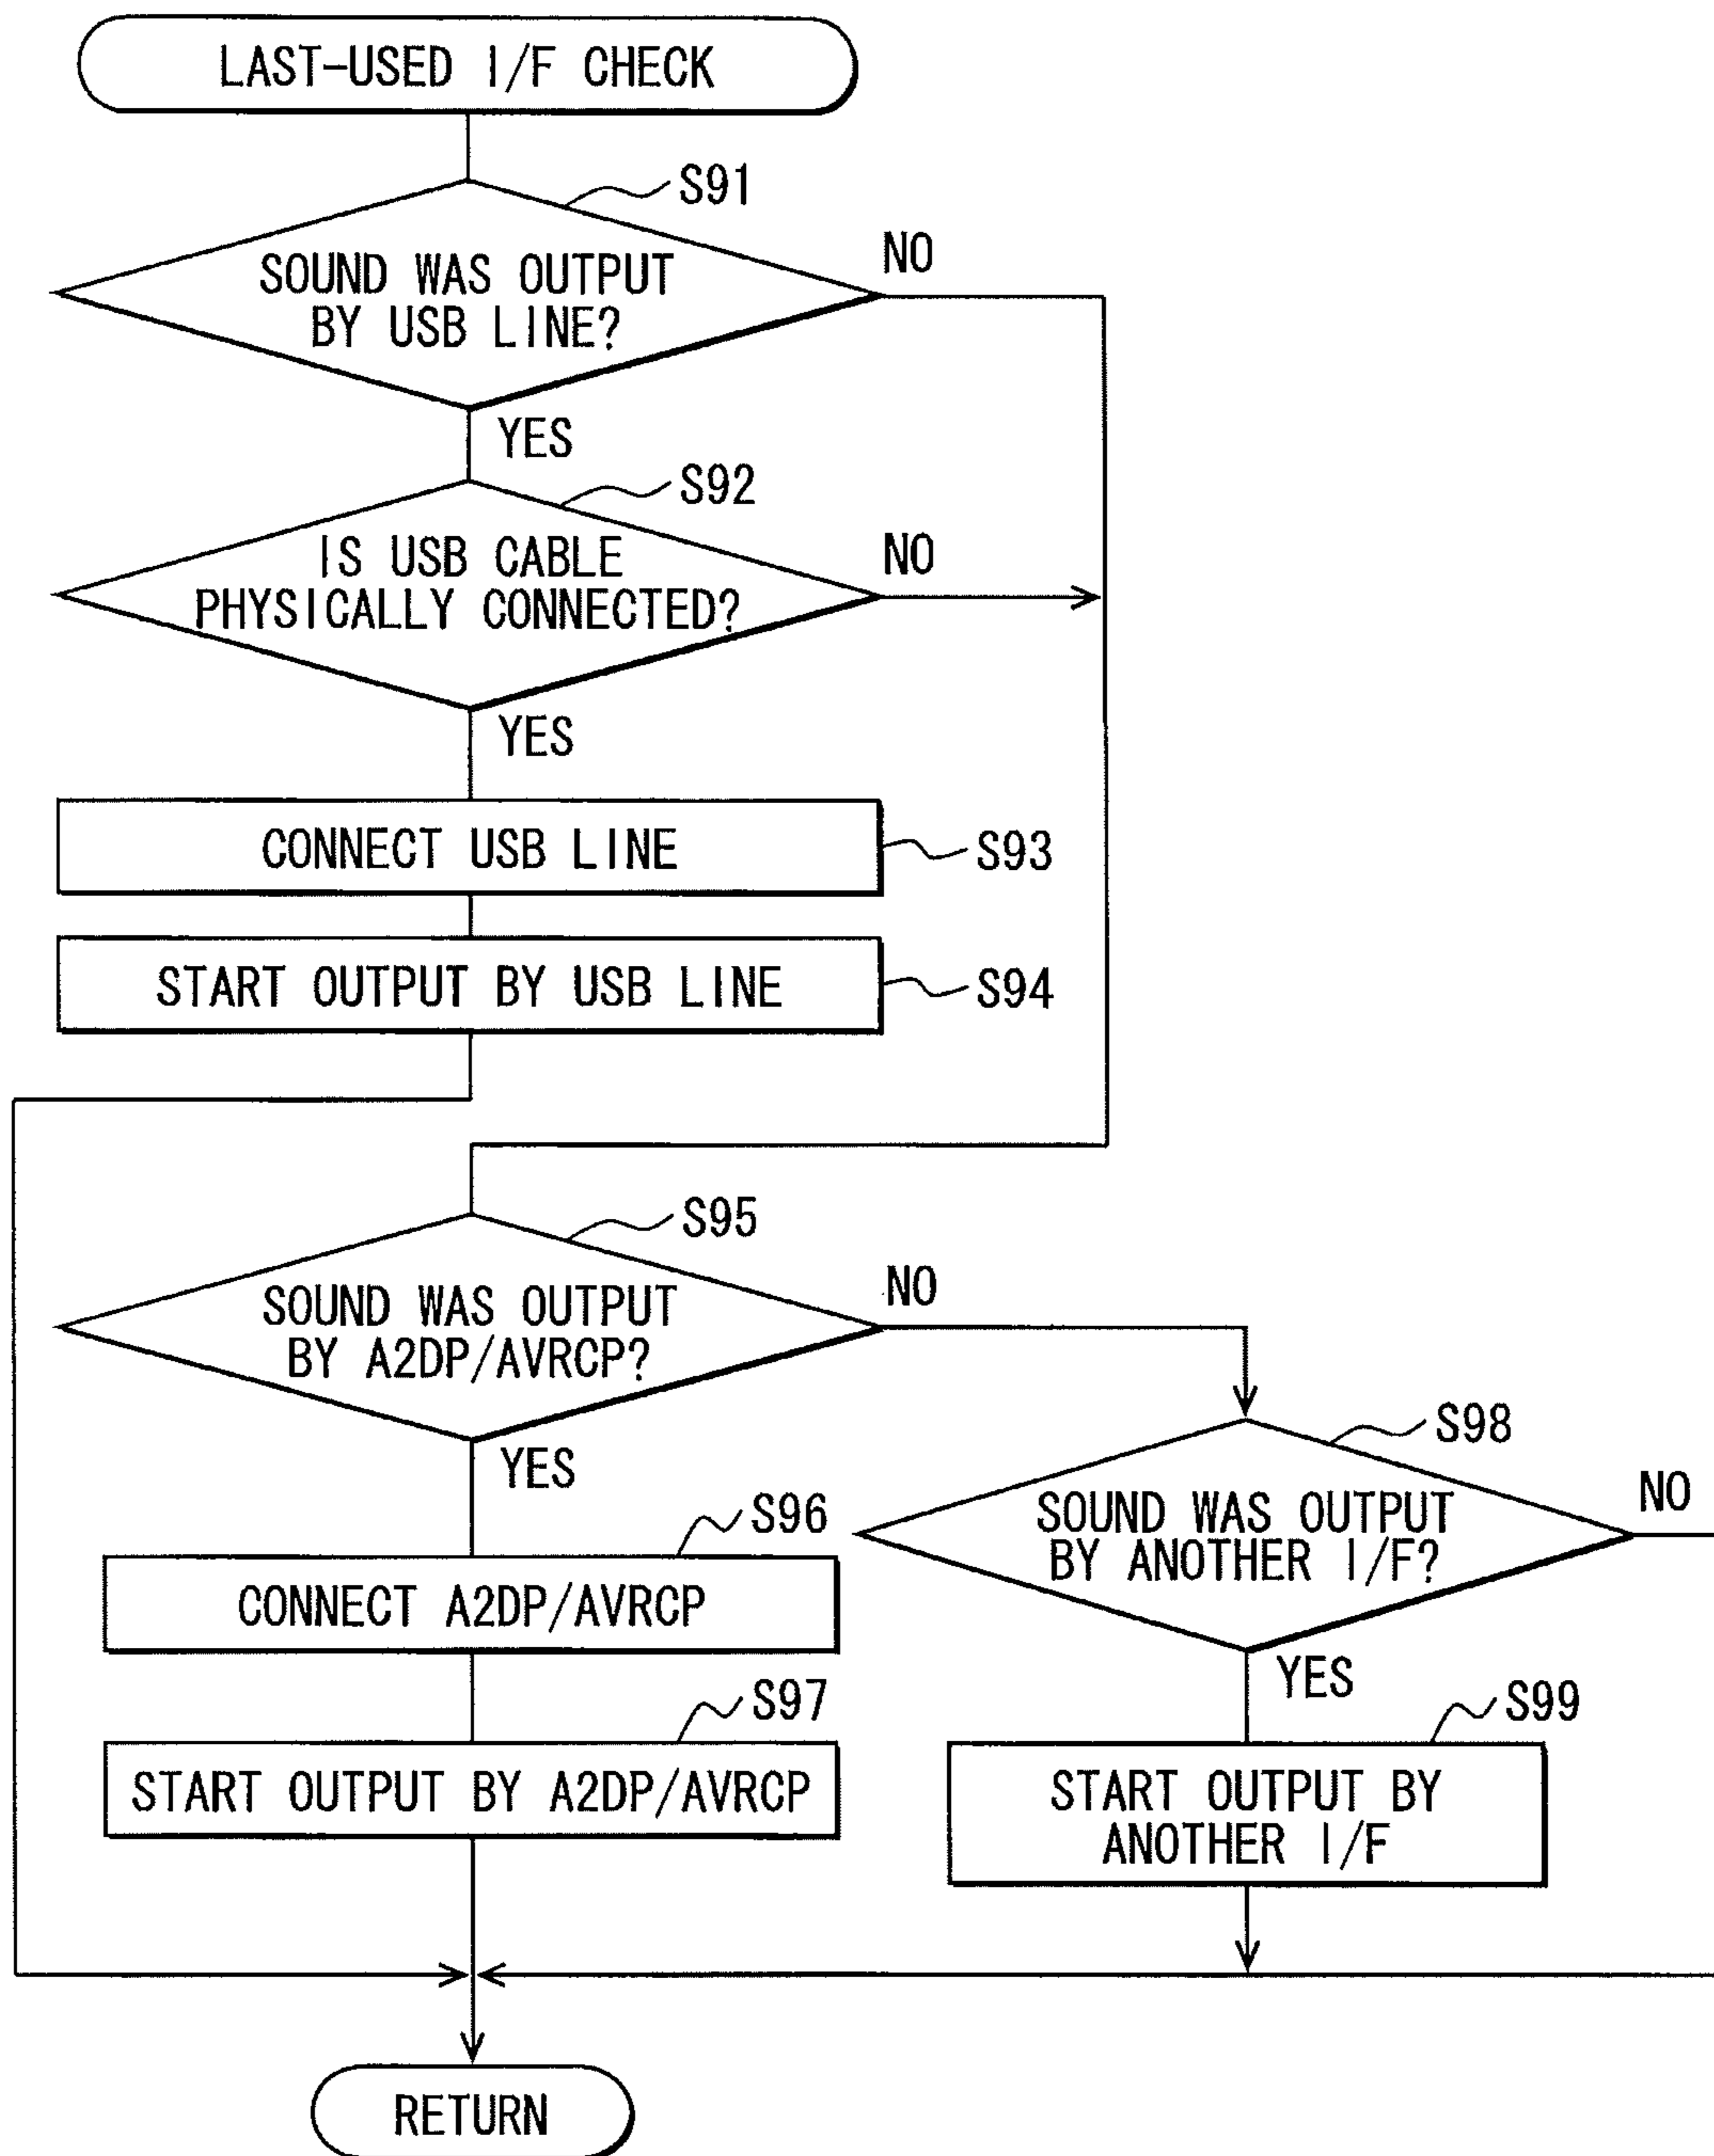 LAST-USED I/F CHECK
S91
SOUND WAS OUTPUT
BY USB LINE?
NO
YES
S92
IS USB CABLE
PHYSICALLY CONNECTED?
NO
YES
CONNECT USB LINE
S93
START OUTPUT BY USB LINE
S94
S95
SOUND WAS OUTPUT
BY A2DP/AVRCP?
NO
YES
S96
CONNECT A2DP/AVRCP
S97
START OUTPUT BY A2DP/AVRCP
S98
SOUND WAS OUTPUT
BY ANOTHER I/F?
NO
YES
S99
START OUTPUT BY
ANOTHER I/F
RETURN